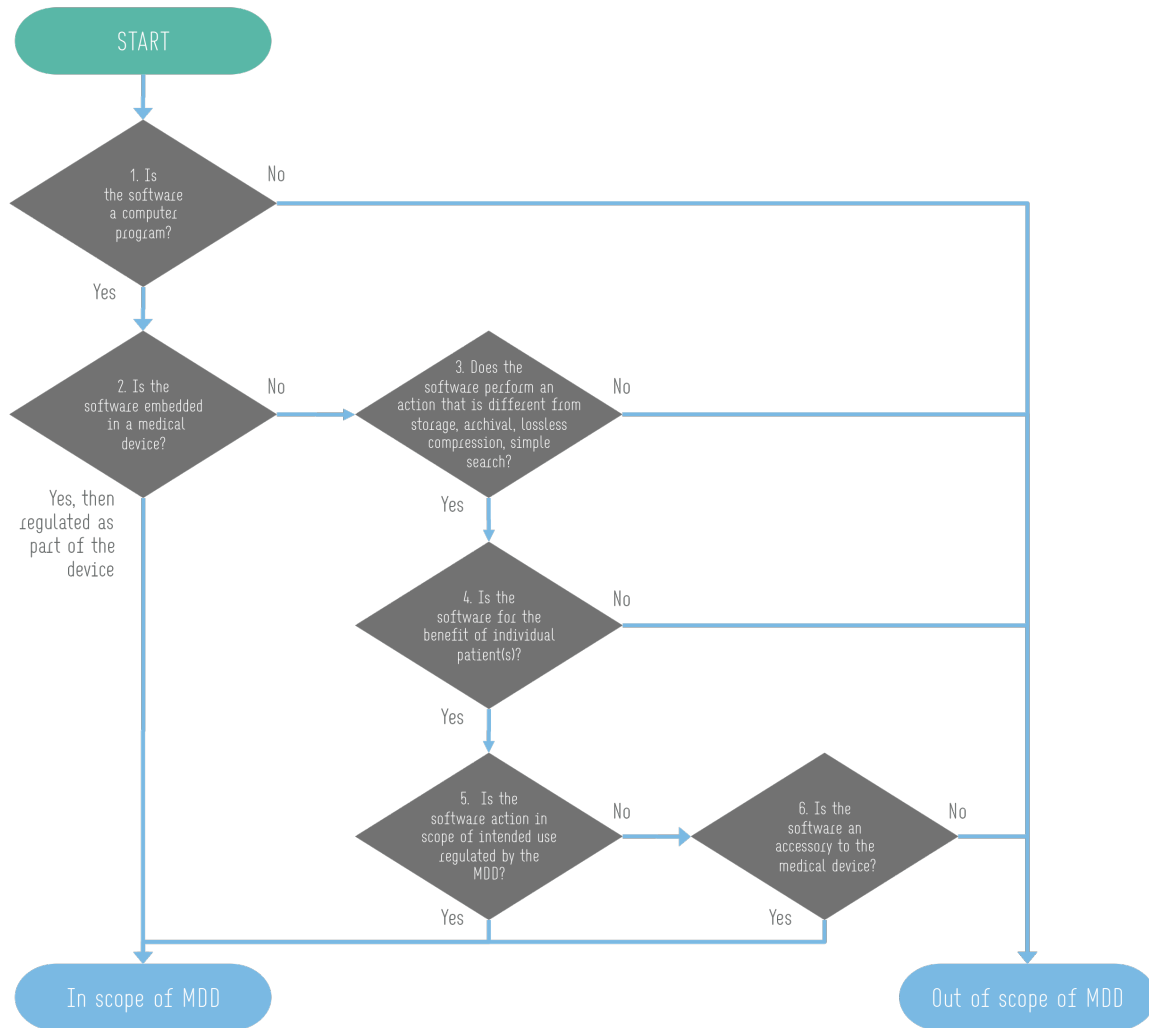 START
1. Is
the software
a computer
program?
No
Yes
2. Is the
software embedded
in a medical
device?
No
Yes, then
regulated as
part of the
device
3. Does the
software perform an
action that is different from
storage, archival, lossless
compression, simple
search?
No
Yes
4. Is the
software for the
benefit of individual
patient(s)?
No
Yes
5. Is the
software action in
scope of intended use
regulated by the
MDD?
No
Yes
6. Is the
software an
accessory to the
medical device?
No
Yes
In scope of MDD
Out of scope of MDD